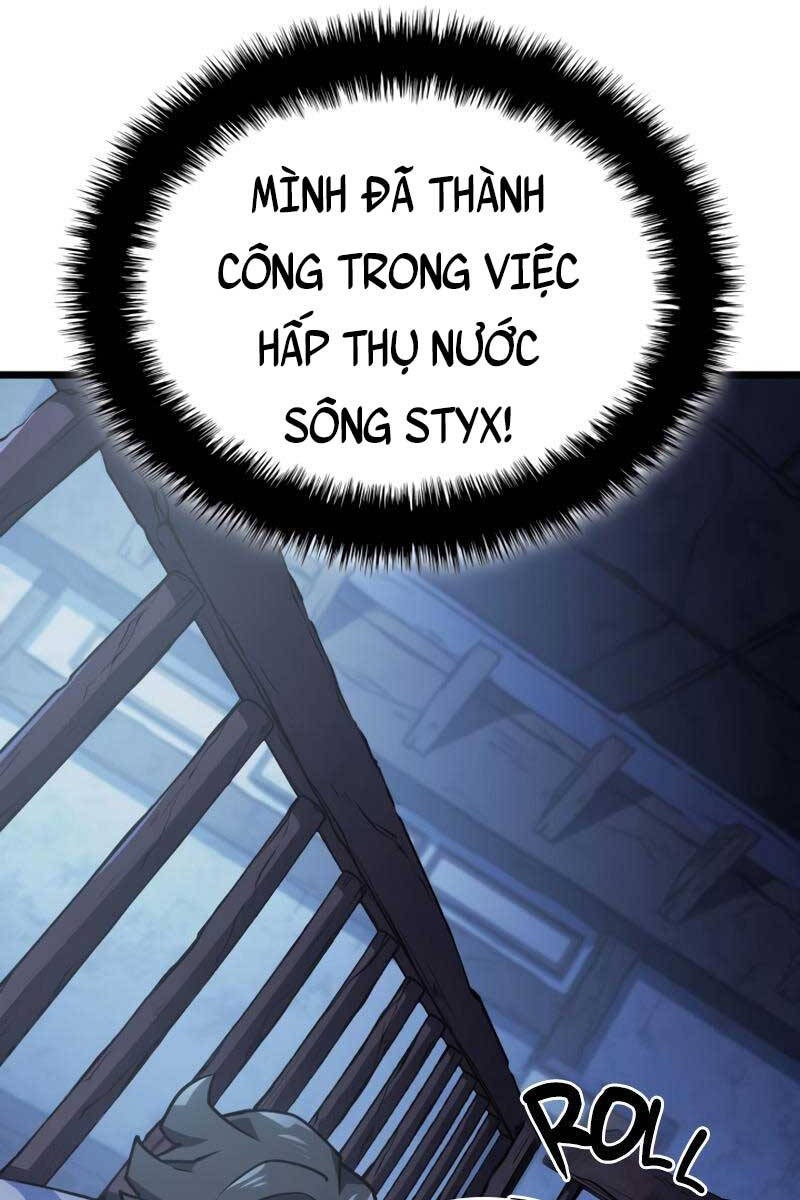 MÌNH ĐÃ THÀNH
CÔNG TRONG VIỆC
HẤP THỤ NƯỚC
SÔNG STYX!
ROLL